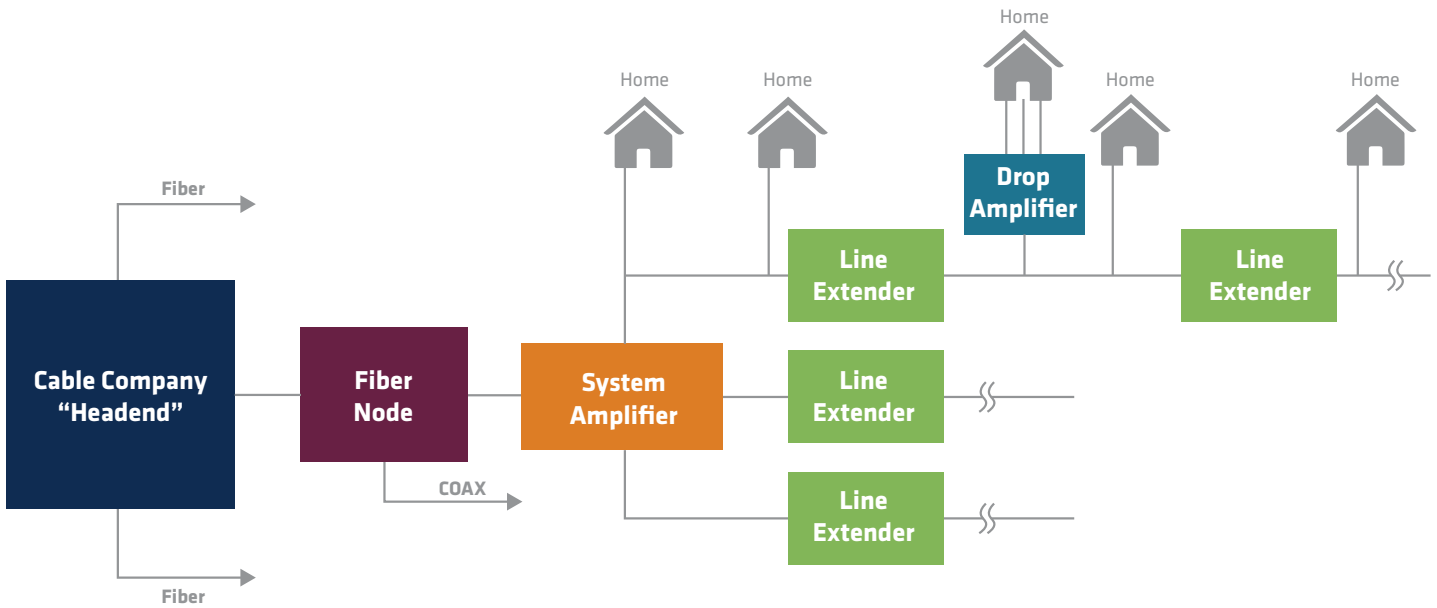 Home
Home
Home
Home
Home
Fiber
Drop
Amplifier
Line
Extender
Line
Extender
Cable Company
“Headend”
Fiber
Node
System
Amplifier
Line
Extender
COAX
Line
Extender
Fiber